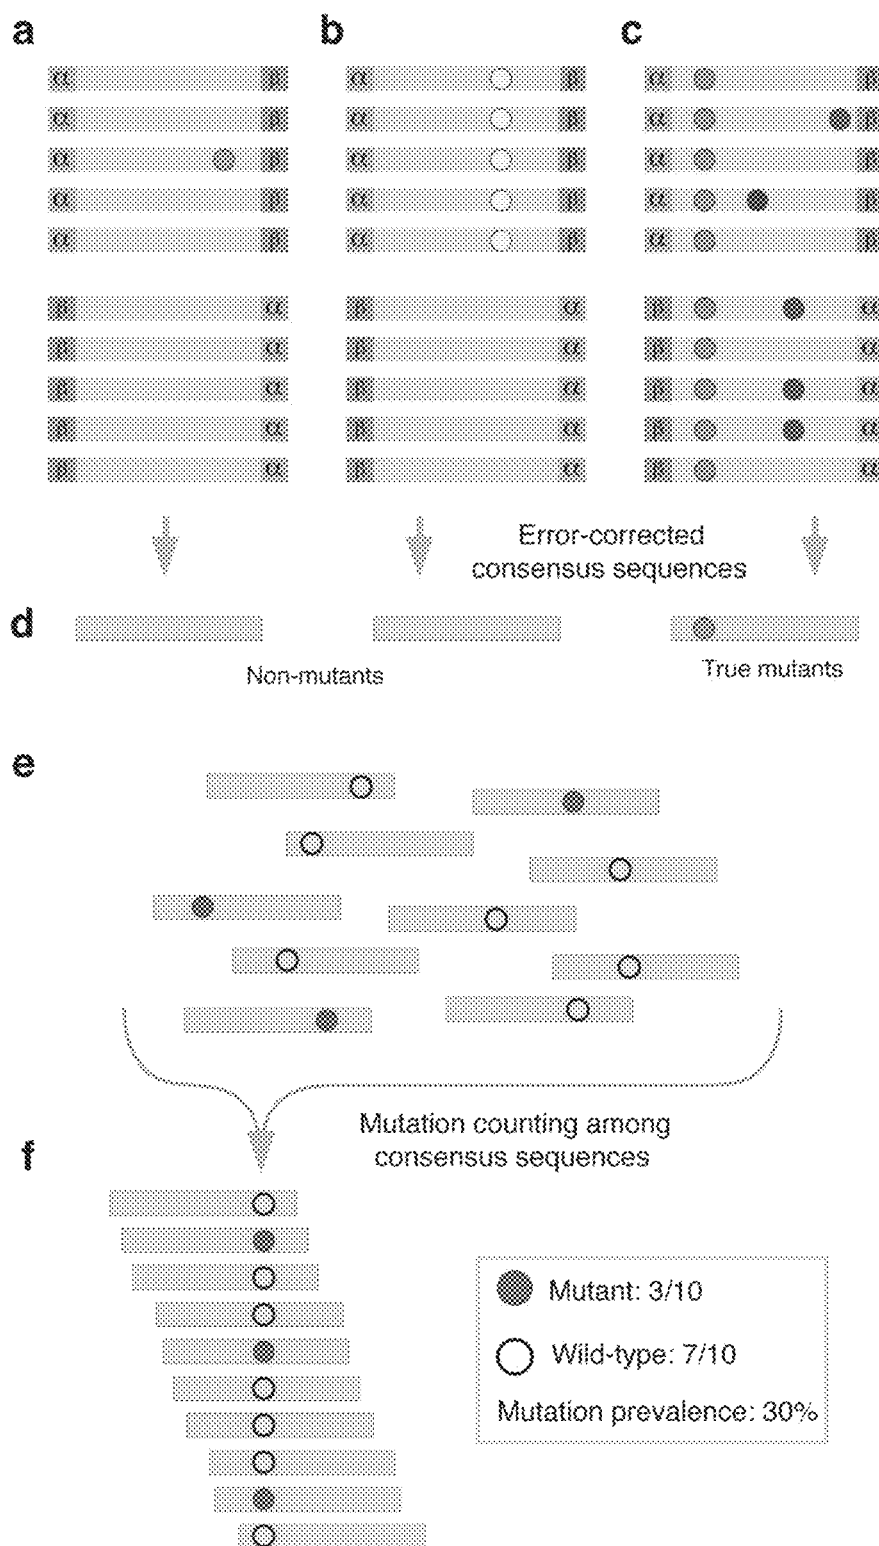 a b c
α β α β α β
α β α β α β
α β α β α β
α β α β α β
α β α β α β
β α β α β α
β α β α β α
β α β α β α
β α β α β α
β α β α β α
Error-corrected
consensus sequences
d
Non-mutants
True mutants
e
Mutation counting among
consensus sequences
f
Mutant: 3/10
Wild-type: 7/10
Mutation prevalence: 30%